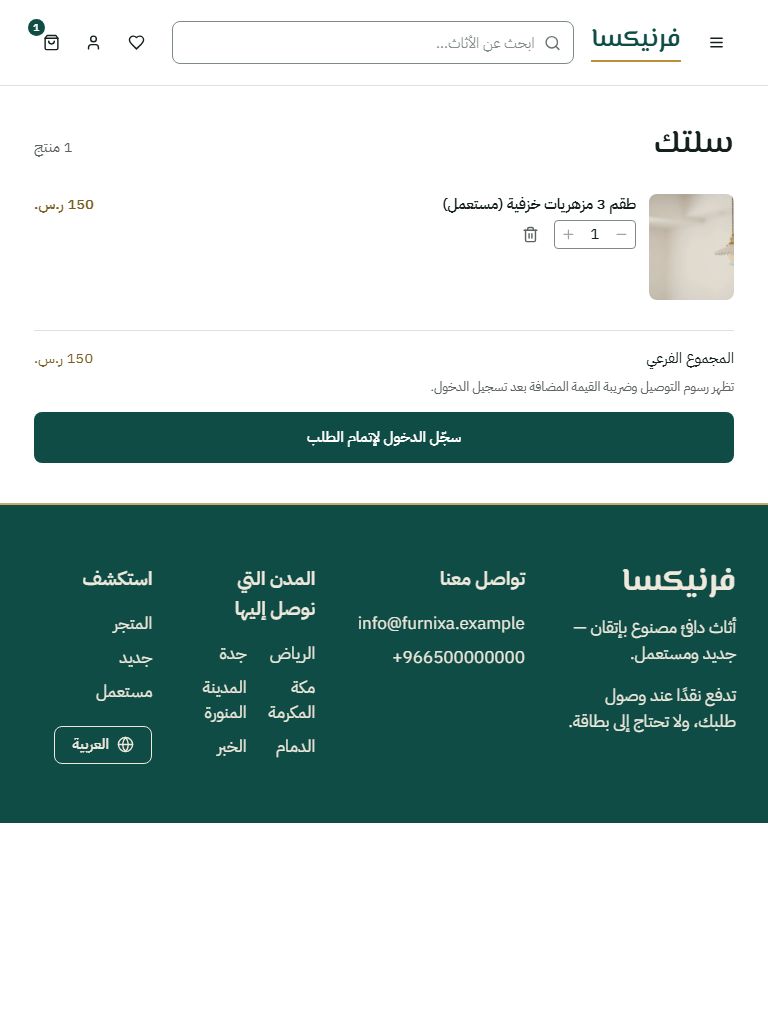 فرنيكسا
ابحث عن الأثاث...
1
سلتك
1 منتج
طقم 3 مزهريات خزفية (مستعمل)
150 ر.س.
1
المجموع الفرعي
150 ر.س.
تظهر رسوم التوصيل وضريبة القيمة المضافة بعد تسجيل الدخول.
سجّل الدخول لإتمام الطلب
فرنيكسا
أثاث دافئ مصنوع بإتقان —
جديد ومستعمل.
تدفع نقدًا عند وصول
طلبك، ولا تحتاج إلى بطاقة.
تواصل معنا
info@furnixa.example
+966500000000
المدن التي
نوصل إليها
الرياض
جدة
مكة
المكرمة
المدينة
المنورة
الدمام
الخبر
استكشف
المتجر
جديد
مستعمل
العربية